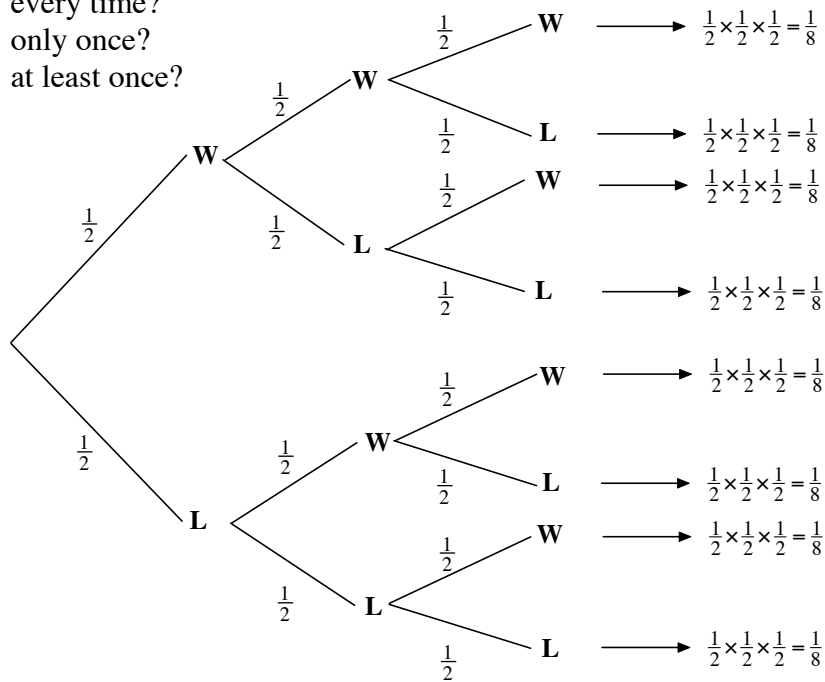 every time?
only once?
at least once?
1/2 W → 1/2 × 1/2 × 1/2 = 1/8
1/2 W
1/2 L → 1/2 × 1/2 × 1/2 = 1/8
W
1/2 W → 1/2 × 1/2 × 1/2 = 1/8
1/2 1/2 L
1/2 L → 1/2 × 1/2 × 1/2 = 1/8
1/2 W → 1/2 × 1/2 × 1/2 = 1/8
1/2 1/2 W
1/2 L → 1/2 × 1/2 × 1/2 = 1/8
L
1/2 W → 1/2 × 1/2 × 1/2 = 1/8
1/2 L
1/2 L → 1/2 × 1/2 × 1/2 = 1/8